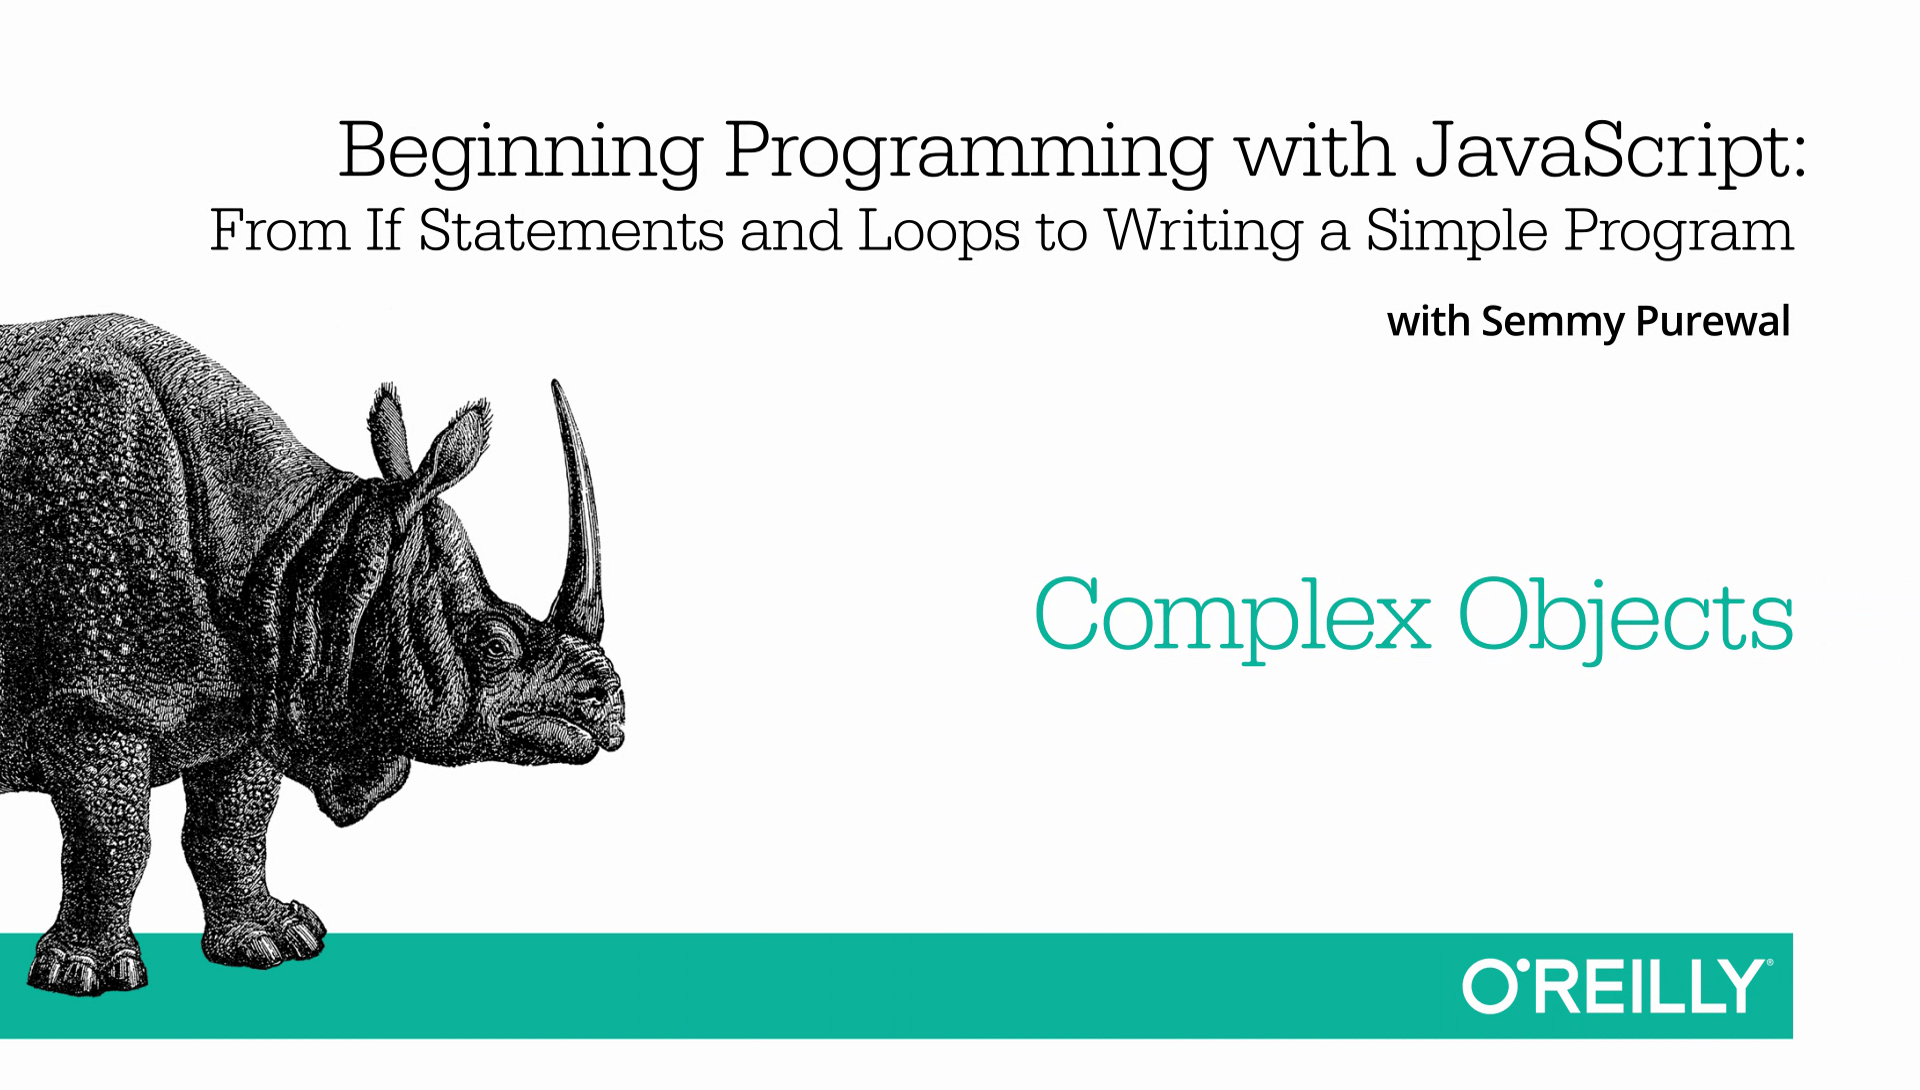 Beginning Programming with JavaScript:
From If Statements and Loops to Writing a Simple Program
with Semmy Purewal
Complex Objects
O'REILLY®